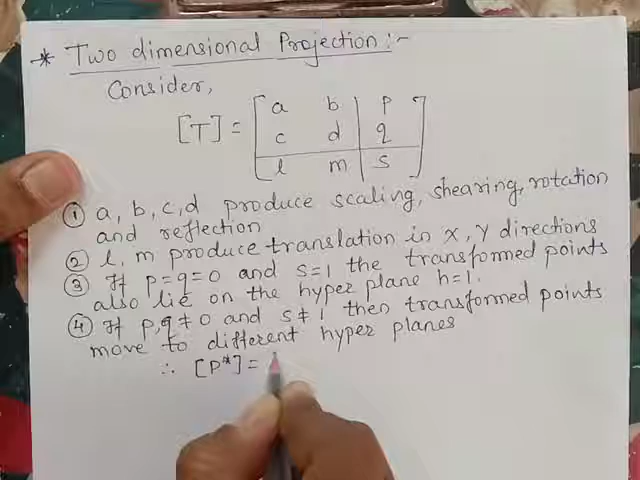 * Two dimensional Projection :-
Consider,
[T] = [ a b | p
c d | q
l m | s ]
① a, b, c, d produce scaling, shearing, rotation
and reflection
② l, m produce translation in x, y directions
③ If p=q=0 and s=1 the transformed points
also lie on the hyper plane h=1.
④ If p,q ≠ 0 and s ≠ 1 then transformed points
move to different hyper planes
∴ [P*] =